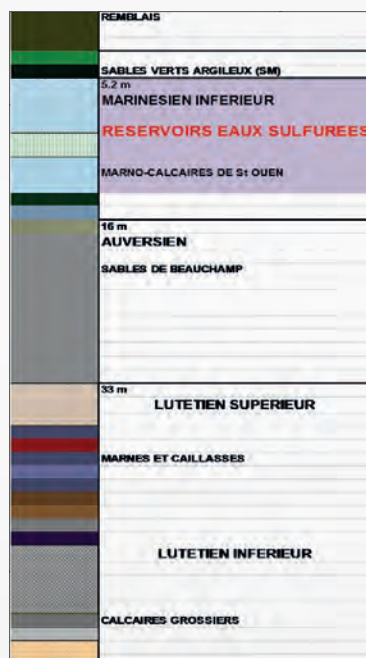 REMBLAIS
SABLES VERTS ARGILEUX (SM)
5.2 m
MARINESIEN INFERIEUR
RESERVOIRS EAUX SULFUREES
MARNO-CALCAIRES DE St OUEN
16 m
AUVERSIEN
SABLES DE BEAUCHAMP
33 m
LUTETIEN SUPERIEUR
MARNES ET CAILLASSES
LUTETIEN INFERIEUR
CALCAIRES GROSSIERS